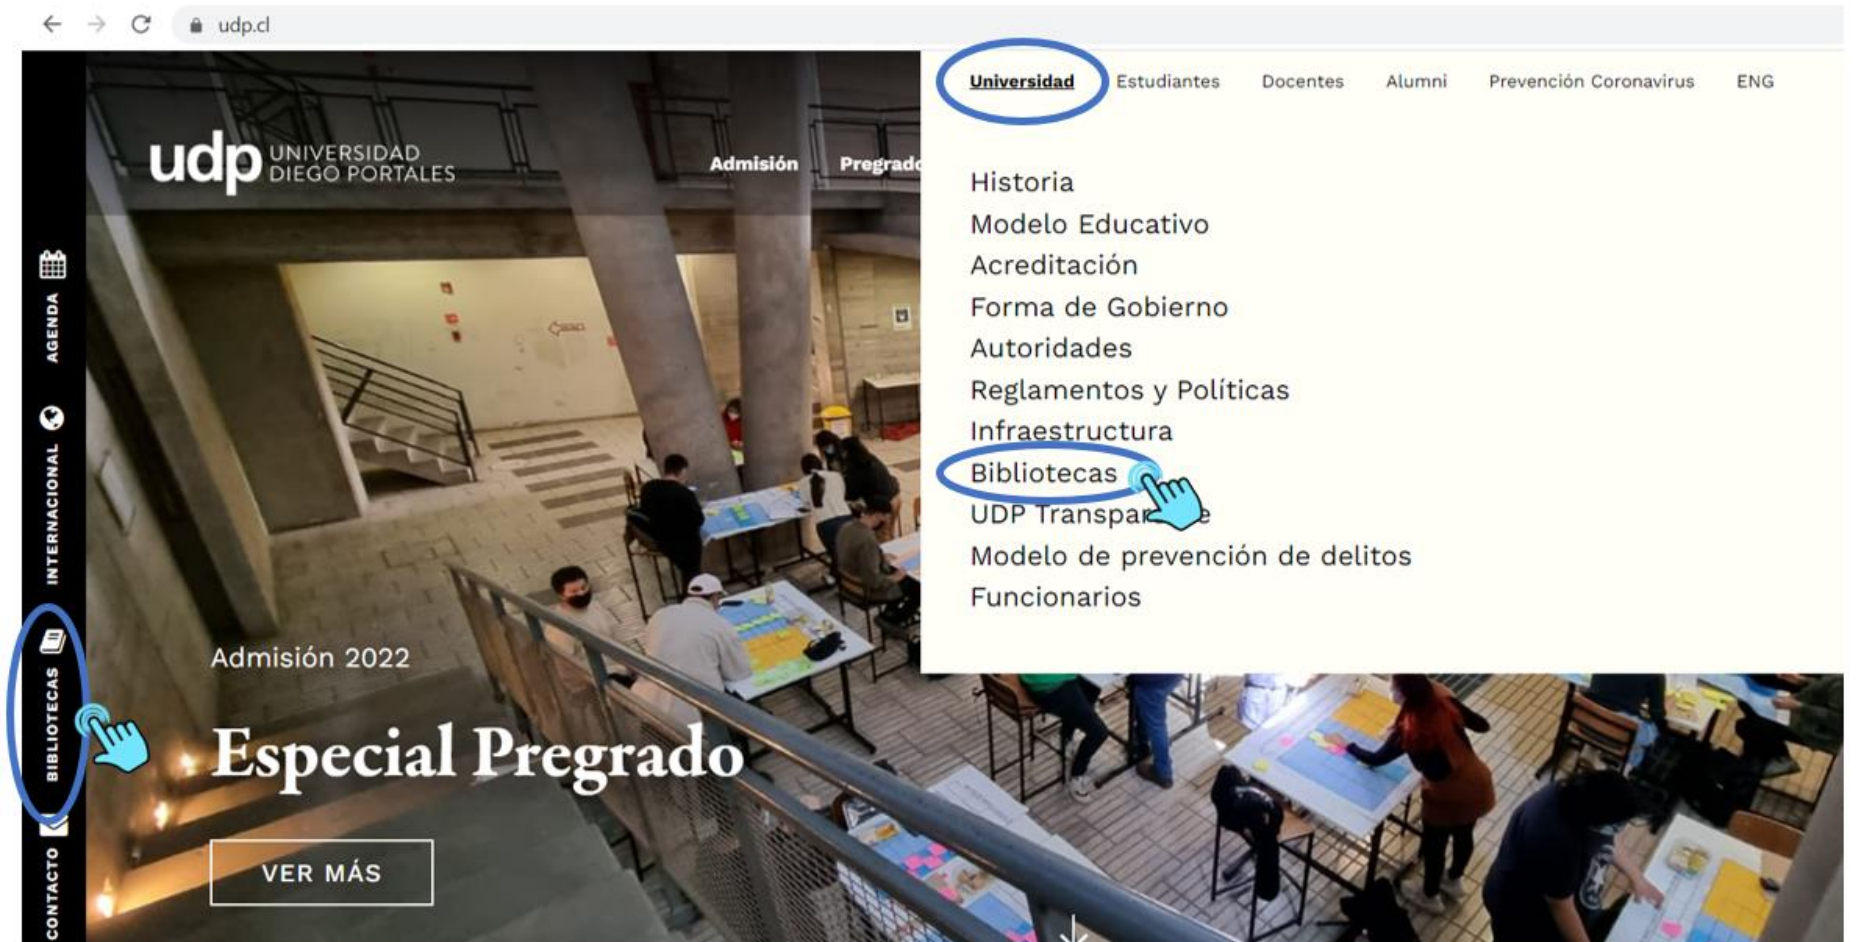 udp.cl
Universidad Estudiantes Docentes Alumni Prevención Coronavirus ENG
udp UNIVERSIDAD
DIEGO PORTALES
Admisión Pregrado
Historia
Modelo Educativo
Acreditación
Forma de Gobierno
Autoridades
Reglamentos y Políticas
Infraestructura
Bibliotecas
UDP
Modelo de prevención de delitos
Funcionarios
AGENDA
INTERNACIONAL
BIBLIOTECAS
CONTACTO
Admisión 2022
Especial Pregrado
VER MÁS